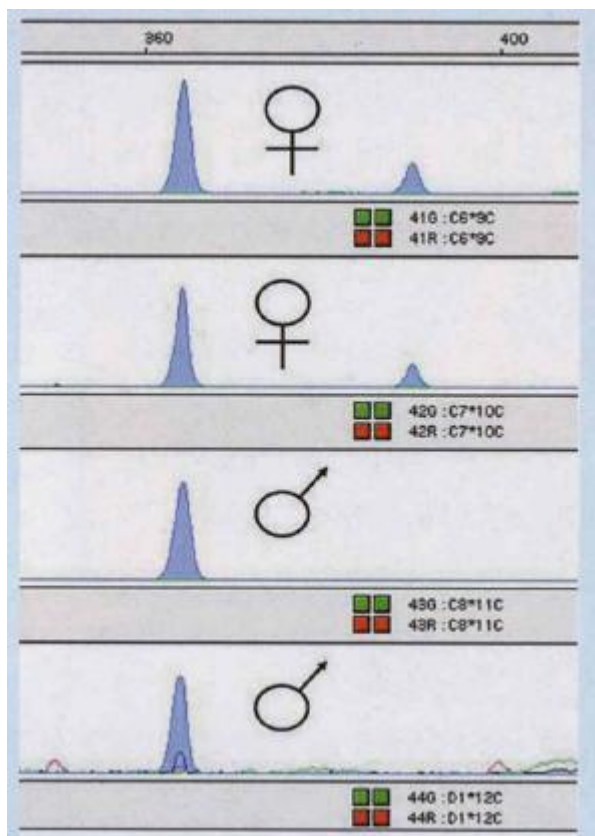 360 400
41G :C6*9C
41R :C6*9C
42G :C7*10C
42R :C7*10C
43G :C8*11C
43R :C8*11C
44G :D1*12C
44R :D1*12C